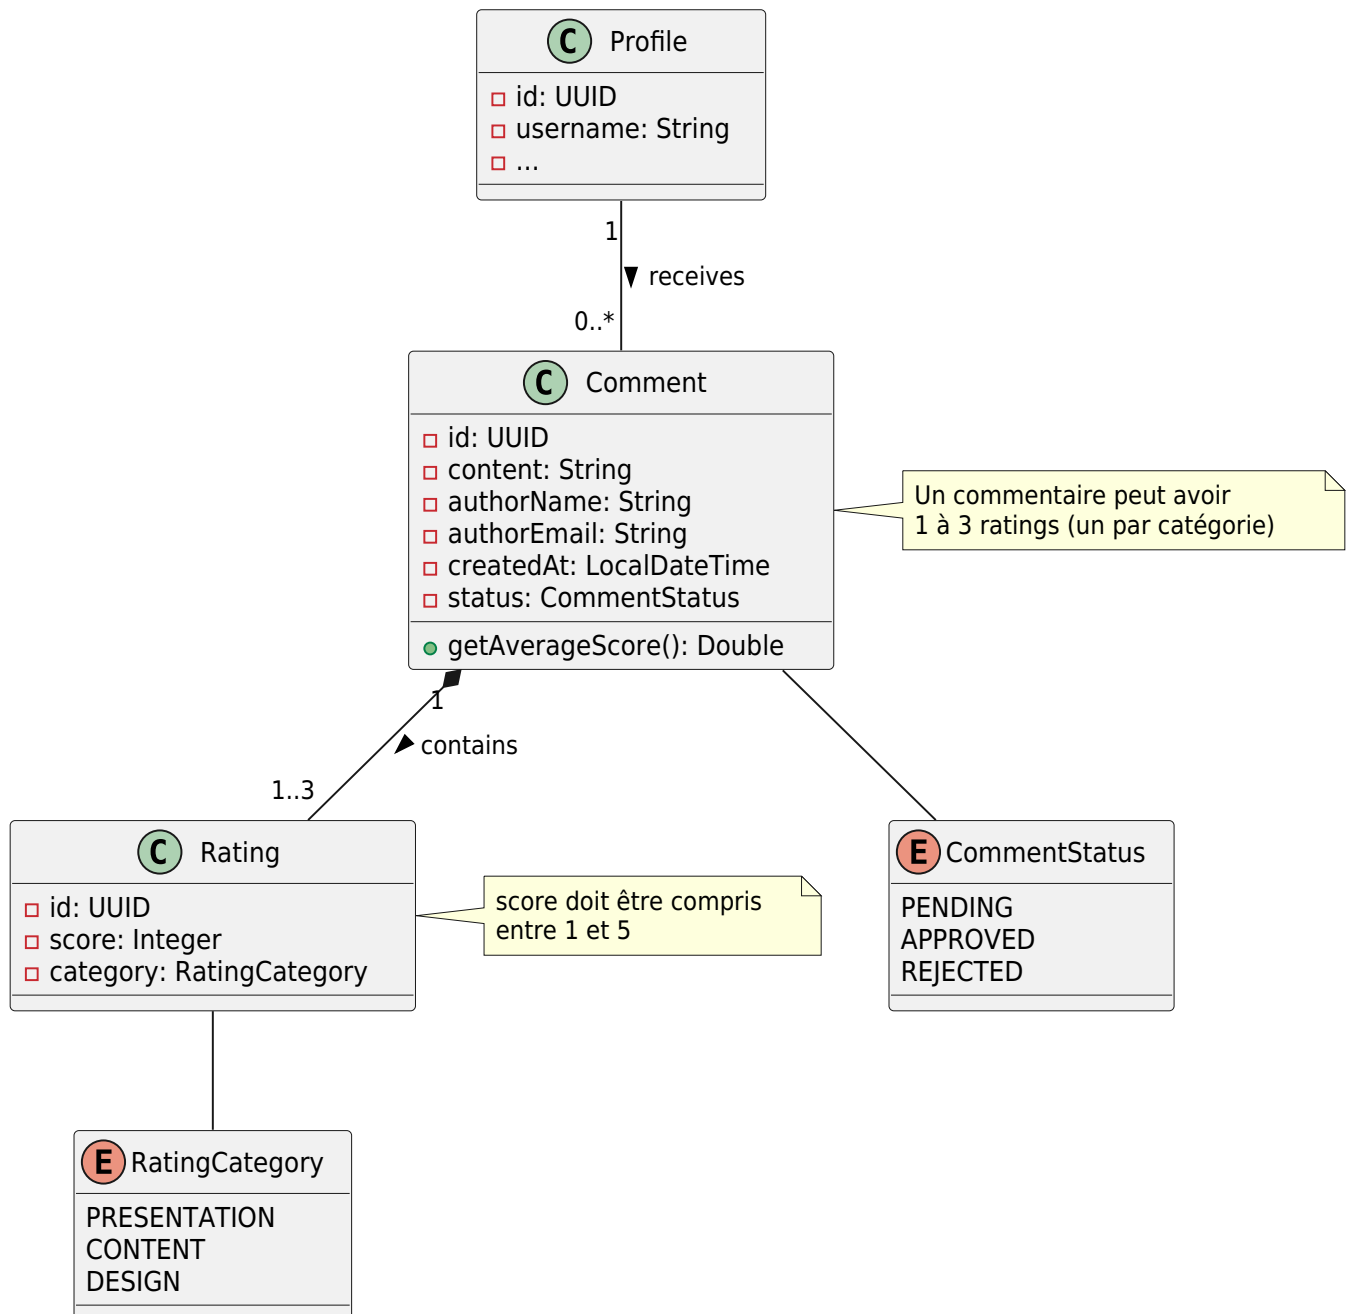 C Profile
id: UUID
username: String
...
1
receives
0..*
C Comment
id: UUID
content: String
authorName: String
authorEmail: String
createdAt: LocalDateTime
status: CommentStatus
getAverageScore(): Double
Un commentaire peut avoir
1 à 3 ratings (un par catégorie)
1
contains
1..3
C Rating
id: UUID
score: Integer
category: RatingCategory
score doit être compris
entre 1 et 5
E CommentStatus
PENDING
APPROVED
REJECTED
E RatingCategory
PRESENTATION
CONTENT
DESIGN